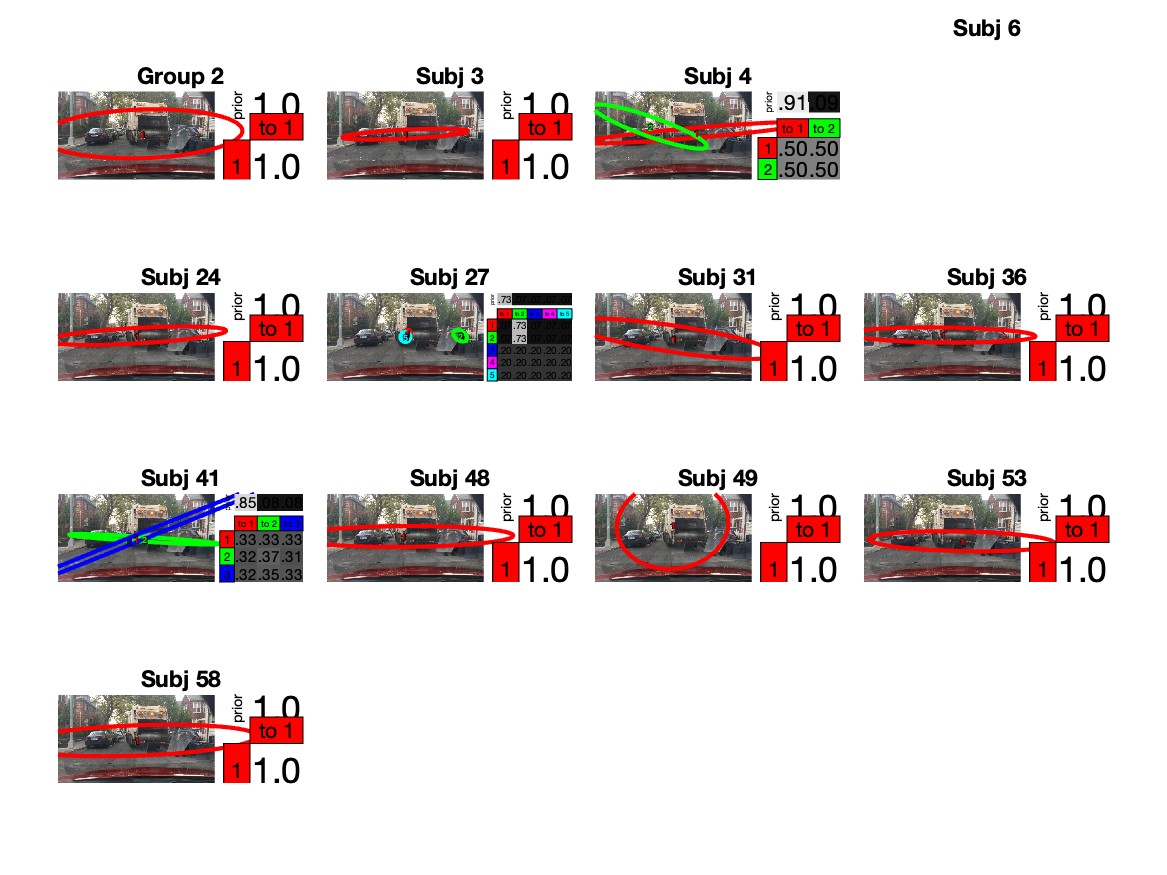 Subj 6
Group 2
prior
1.0
to 1
1 1.0
Subj 3
prior
1.0
to 1
1 1.0
Subj 4
prior
.91 .09
to 1 to 2
1 .50 .50
2 .50 .50
Subj 24
prior
1.0
to 1
1 1.0
Subj 27
prior
.73 .07 .07 .07 .07
to 1 to 2 to 4 to 5
1 .73
2 .73
.20 .20 .20 .20 .20
4 .20 .20 .20 .20 .20
5 .20 .20 .20 .20 .20
Subj 31
prior
1.0
to 1
1 1.0
Subj 36
prior
1.0
to 1
1 1.0
Subj 41
.85 .08 .08
to 1 to 2 to 3
1 .33 .33 .33
2 .32 .37 .31
3 .32 .35 .33
Subj 48
prior
1.0
to 1
1 1.0
Subj 49
prior
1.0
to 1
1 1.0
Subj 53
prior
1.0
to 1
1 1.0
Subj 58
prior
1.0
to 1
1 1.0